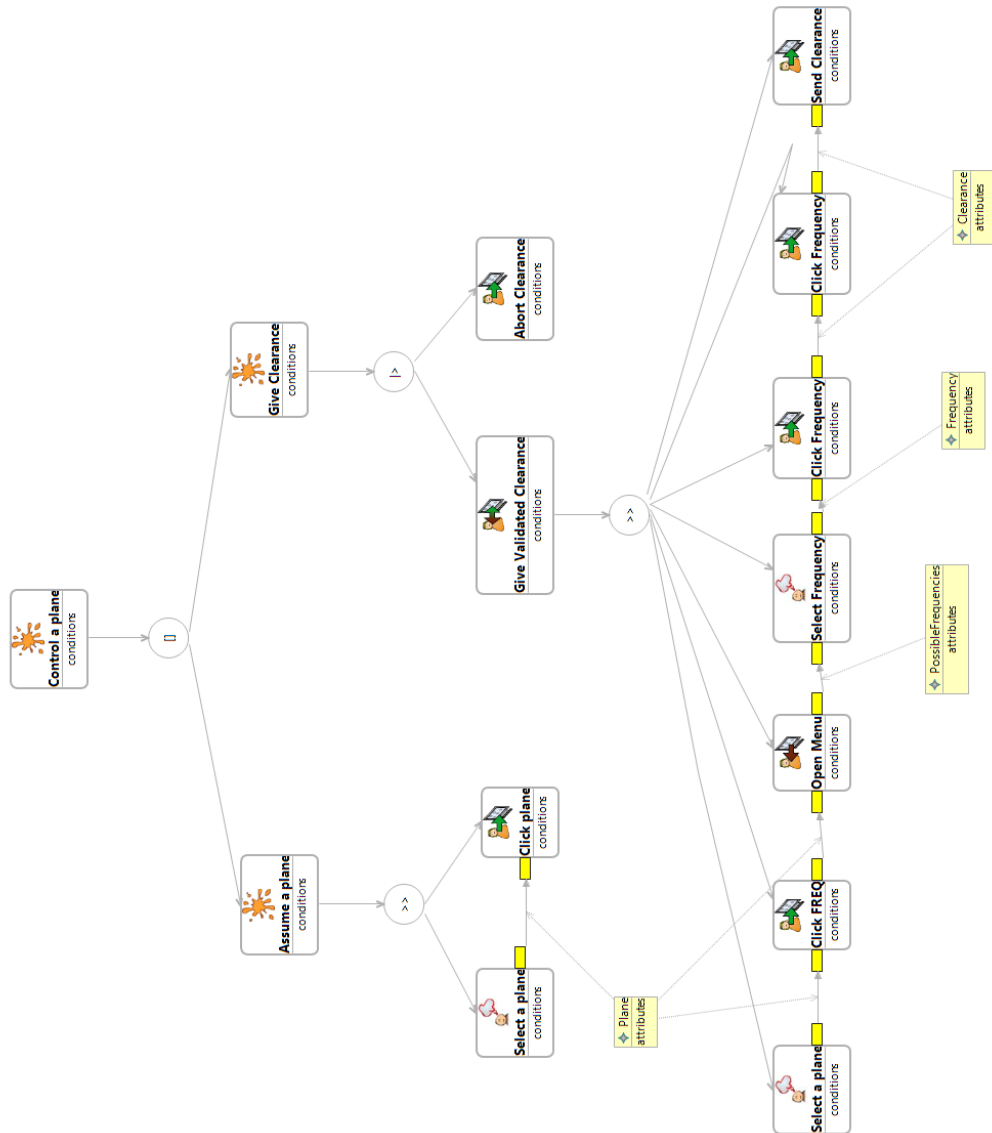 Control a plane
conditions
[]
Assume a plane
conditions
Give Clearance
conditions
>>
|>
Select a plane
conditions
Click plane
conditions
Give Validated Clearance
conditions
Abort Clearance
conditions
>>
Plane
attributes
Select a plane
conditions
Click FREQ
conditions
Open Menu
conditions
Select Frequency
conditions
Click Frequency
conditions
Click Frequency
conditions
Send Clearance
conditions
PossibleFrequencies
attributes
Frequency
attributes
Clearance
attributes